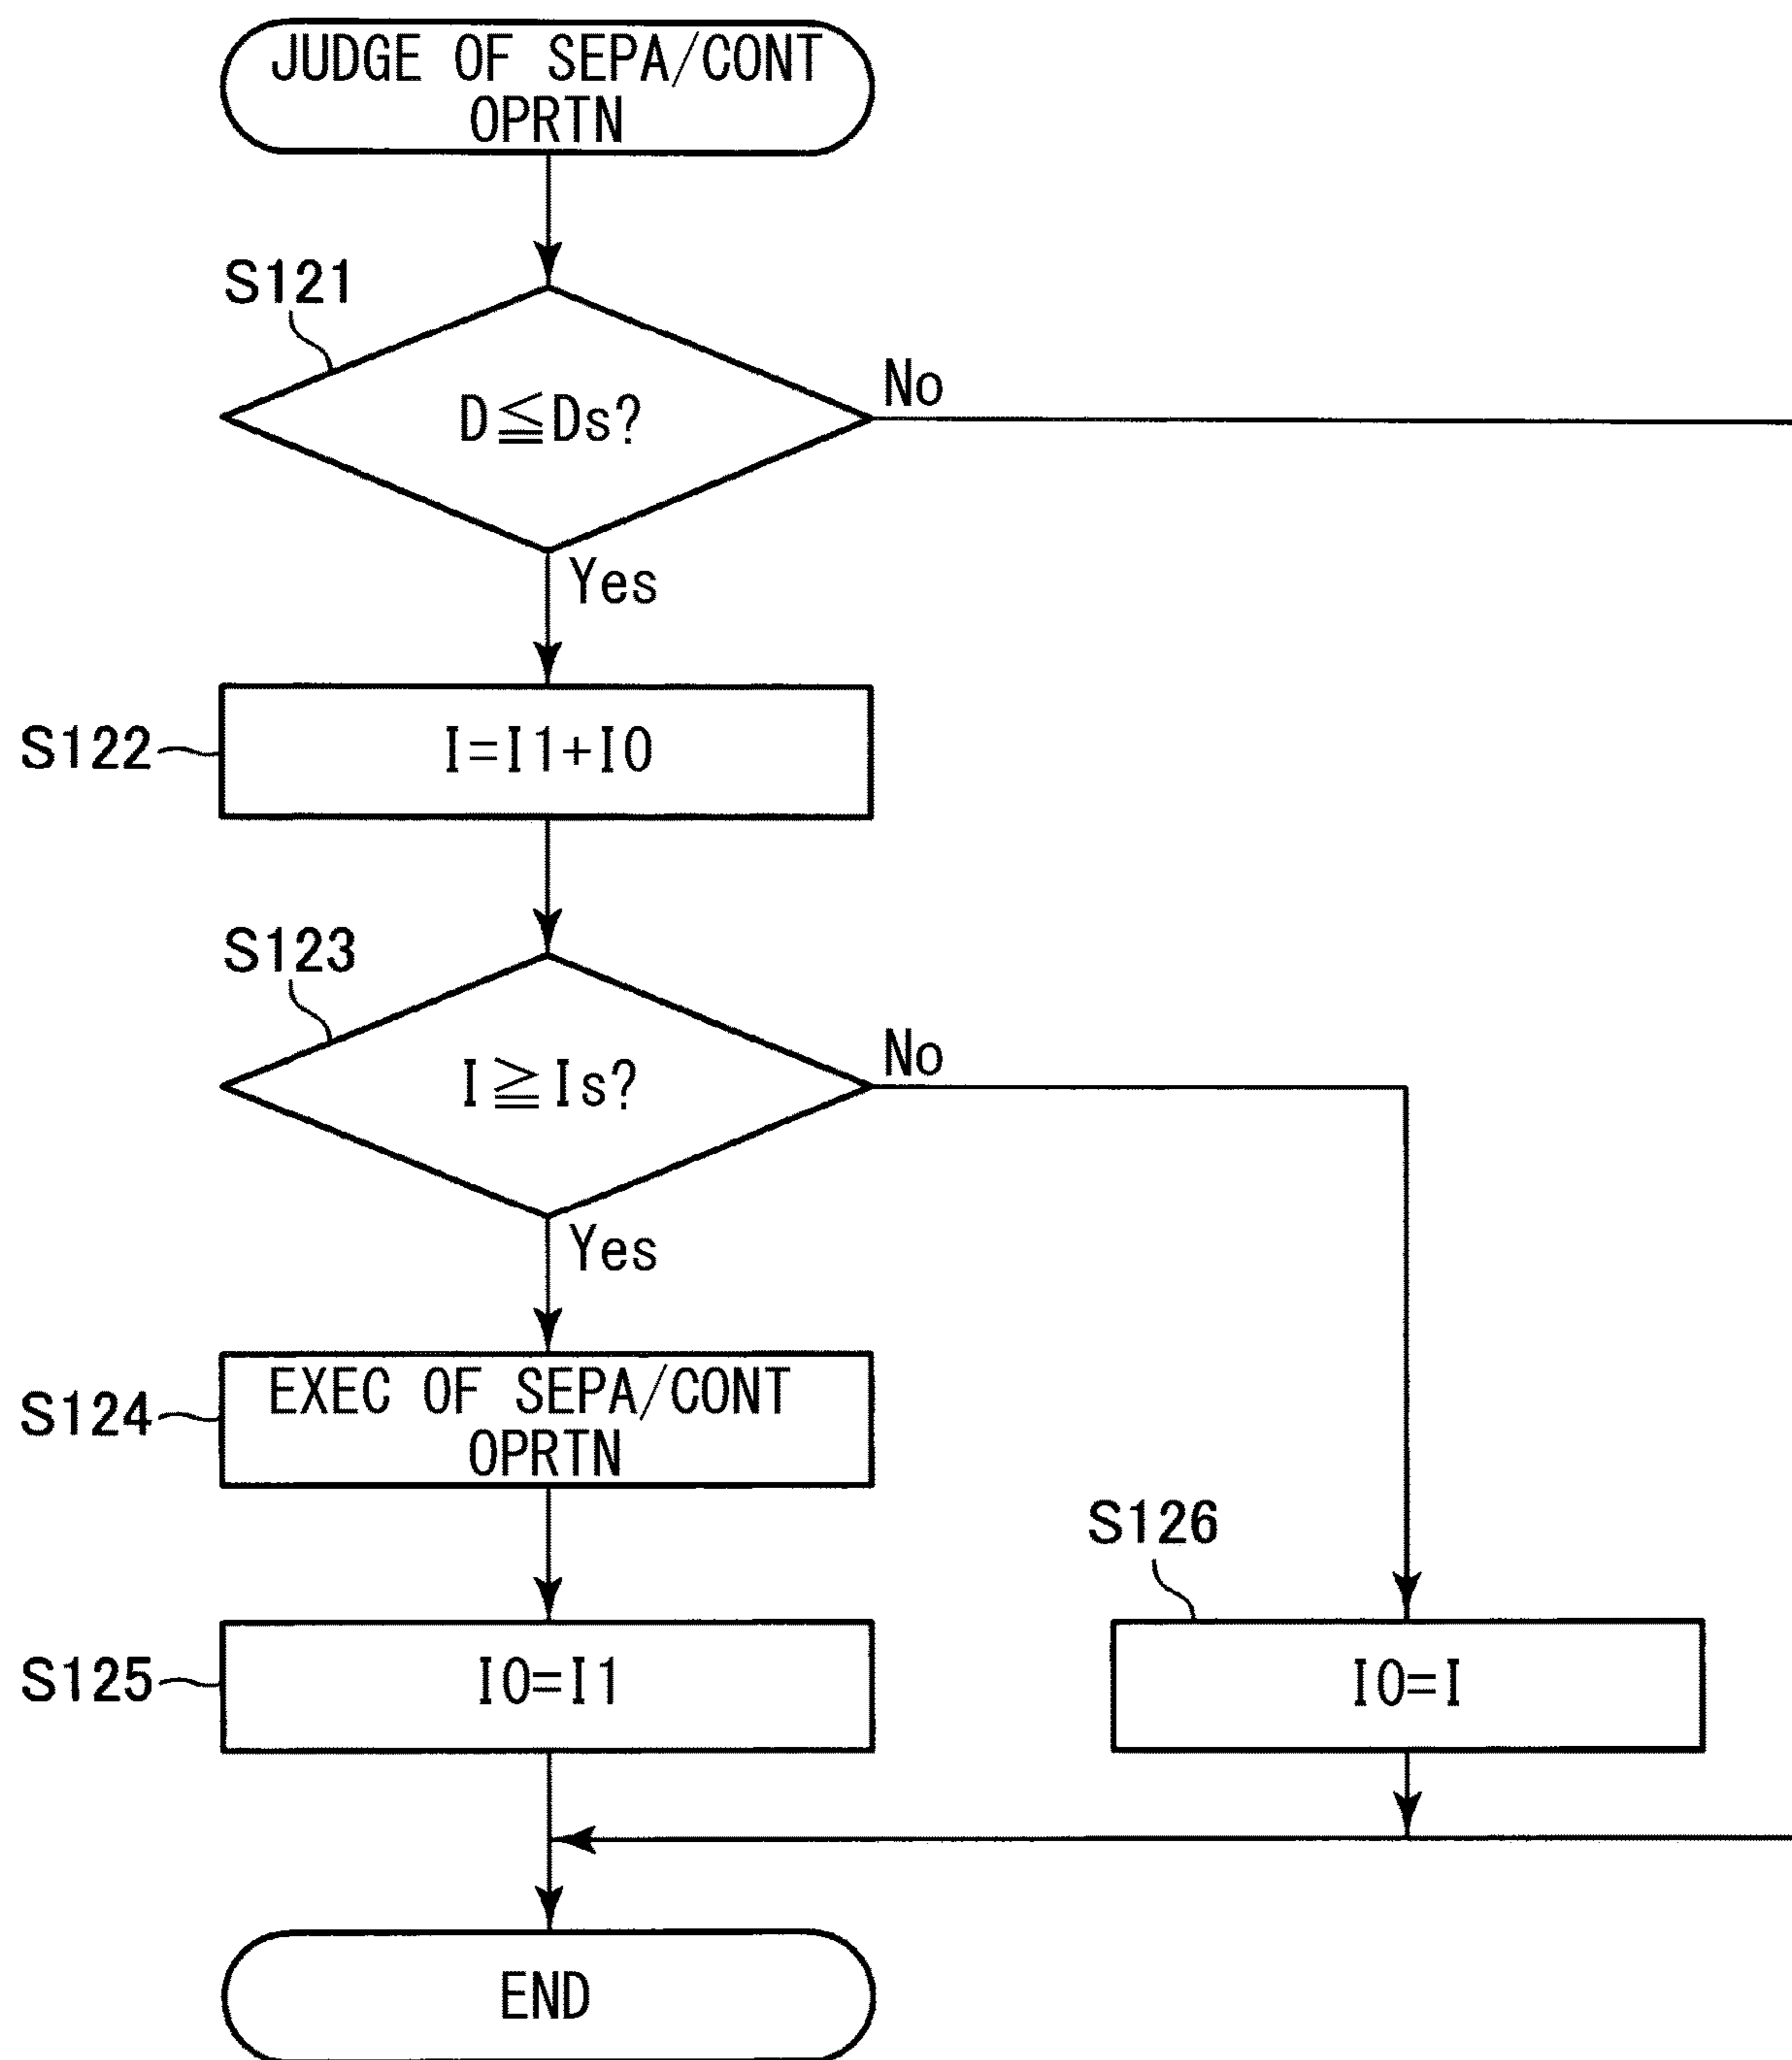 JUDGE OF SEPA/CONT
OPRTN
S121
D≦Ds?
No
Yes
S122
I=I1+I0
S123
I≧Is?
No
Yes
S124
EXEC OF SEPA/CONT
OPRTN
S125
I0=I1
S126
I0=I
END